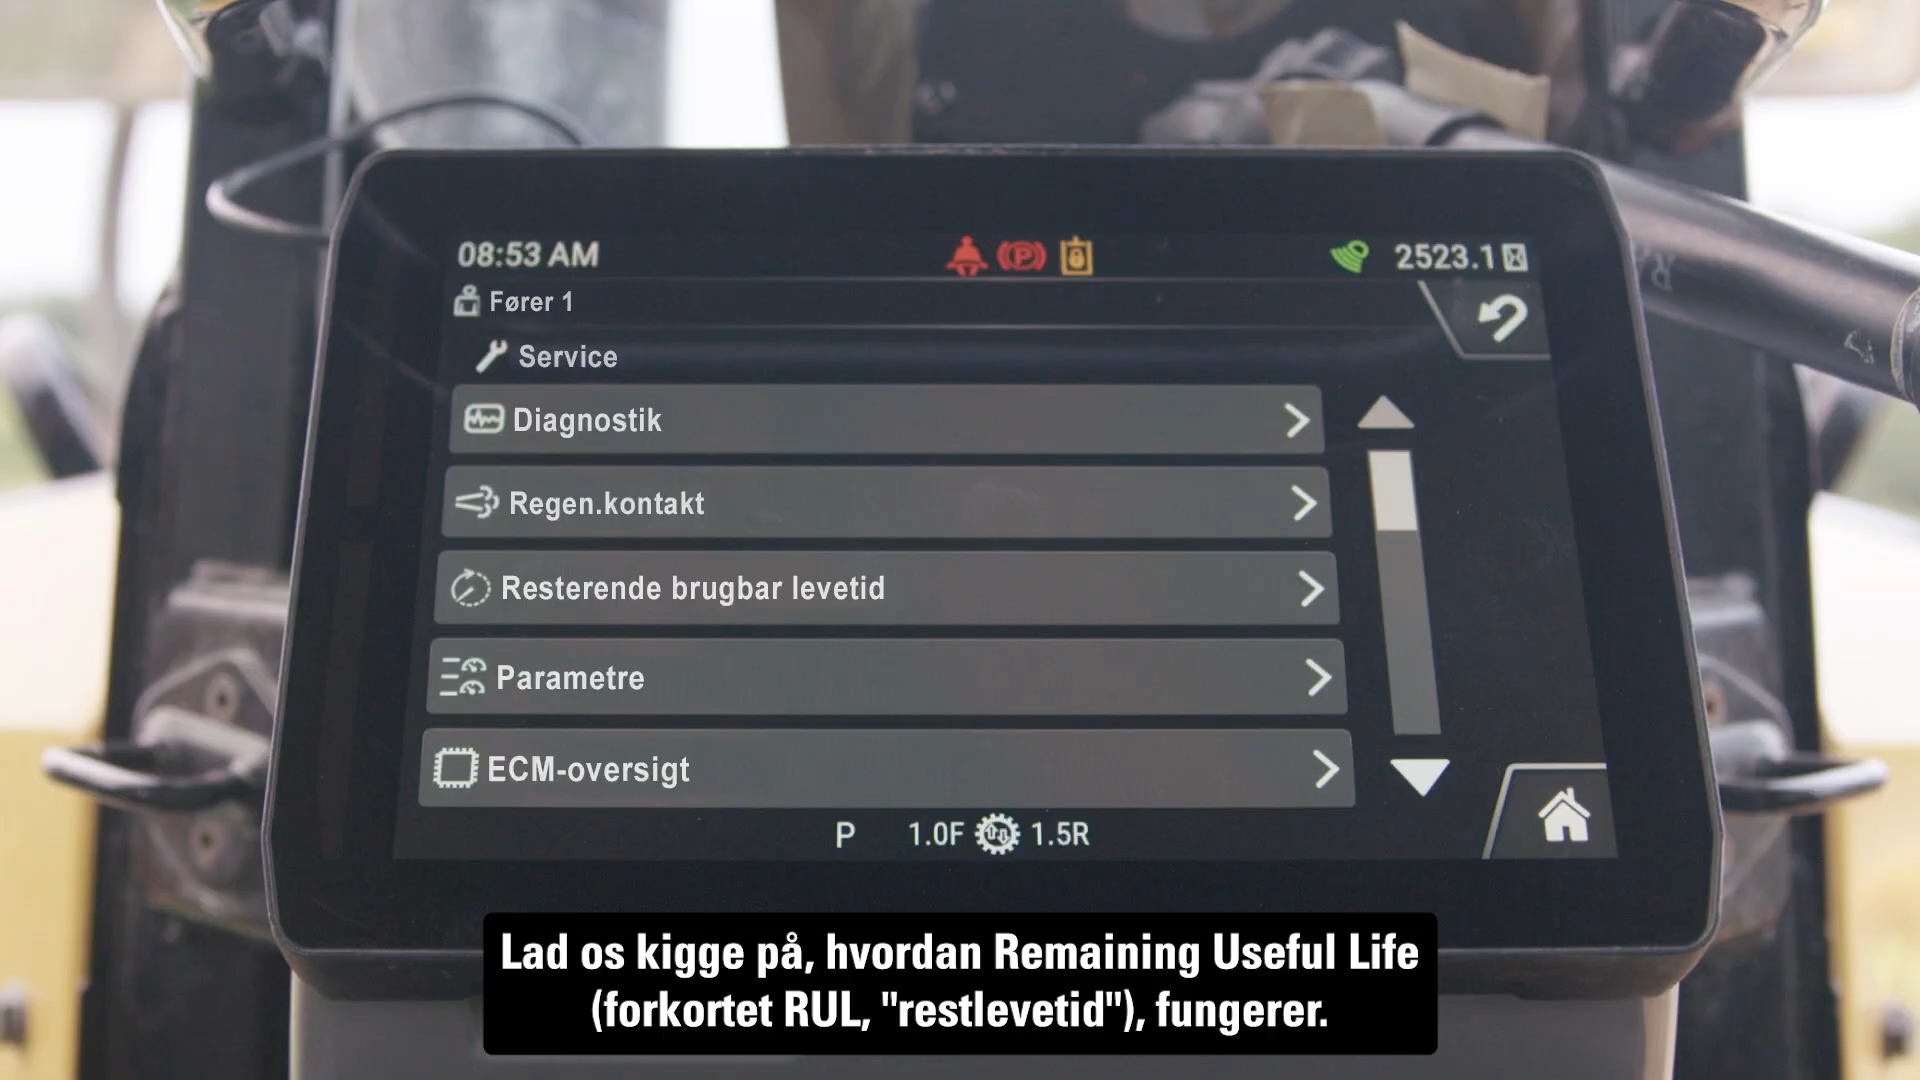 08:53 AM
2523.1
Fører 1
Service
Diagnostik
Regen.kontakt
Resterende brugbar levetid
Parametre
ECM-oversigt
P 1.0F 1.5R
Lad os kigge på, hvordan Remaining Useful Life
(forkortet RUL, "restlevetid"), fungerer.